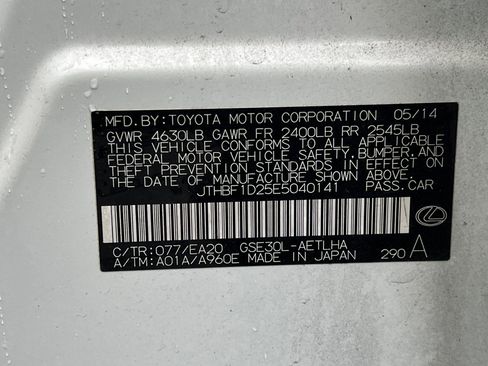 MFD. BY: TOYOTA MOTOR CORPORATION 05/14
GVWR 4630LB GAWR FR 2400LB RR 2545LB
THIS VEHICLE CONFORMS TO ALL APPLICABLE
FEDERAL MOTOR VEHICLE SAFETY, BUMPER, AND
THEFT PREVENTION STANDARDS IN EFFECT ON
THE DATE OF MANUFACTURE SHOWN ABOVE.
JTHBF1D25E5040141 PASS. CAR
C/TR: 077/EA20 GSE30L-AETLHA
A/TM: A01A/A960E MADE IN JAPAN 290 A